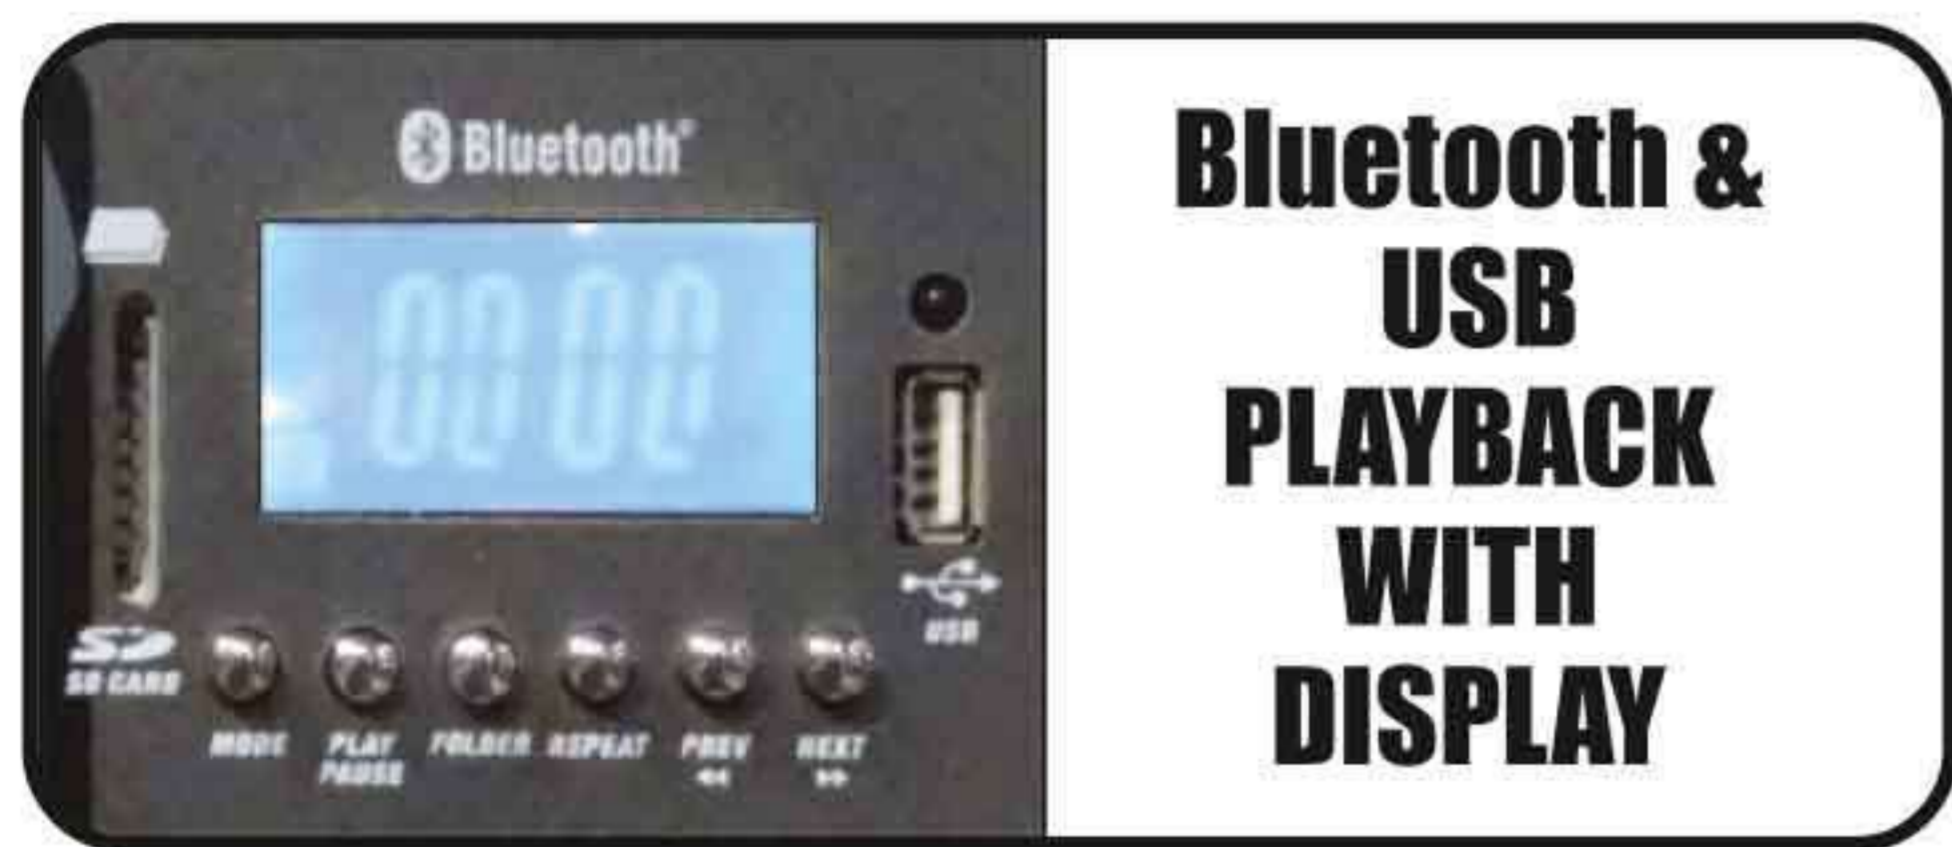 Bluetooth®
SD
SD CARD
USB
MODE
PLAY
PAUSE
FOLDER
REPEAT
PREV
NEXT
Bluetooth &
USB
PLAYBACK
WITH
DISPLAY